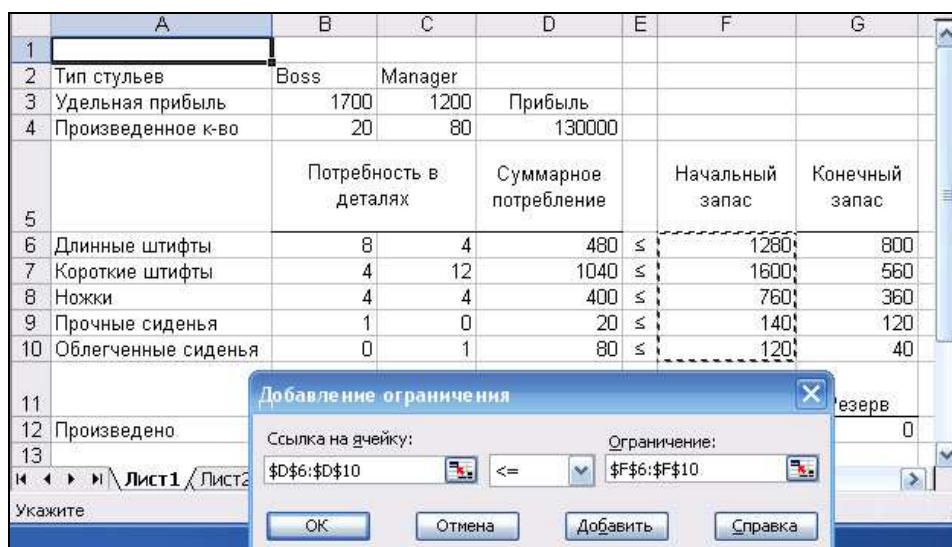 A B C D E F G
1
2 Тип стульев Boss Manager
3 Удельная прибыль 1700 1200 Прибыль
4 Произведенное к-во 20 80 130000
5 Потребность в деталях Суммарное потребление Начальный запас Конечный запас
6 Длинные штифты 8 4 480 ≤ 1280 800
7 Короткие штифты 4 12 1040 ≤ 1600 560
8 Ножки 4 4 400 ≤ 760 360
9 Прочные сиденья 1 0 20 ≤ 140 120
10 Облегченные сиденья 0 1 80 ≤ 120 40
11 езерв
12 Произведено 0
13
Добавление ограничения
Ссылка на ячейку: Ограничение:
$D$6:$D$10 <= $F$6:$F$10
OK Отмена Добавить Справка
Лист1 Лист2
Укажите